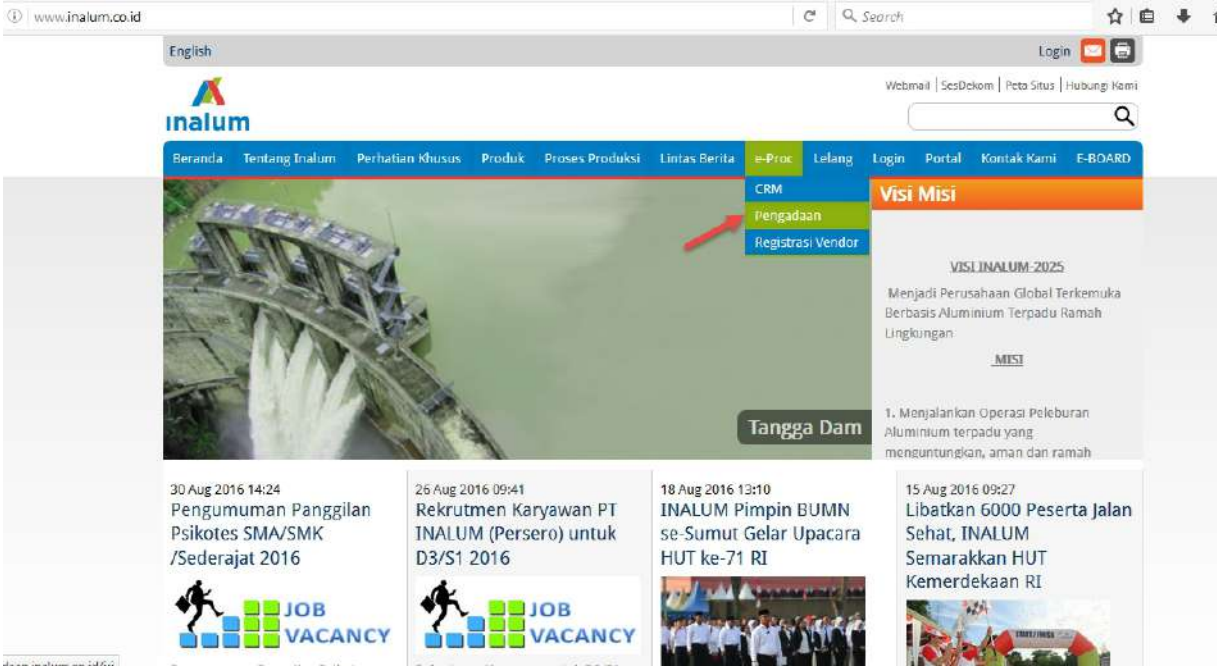 www.inalum.co.id
Search
English
Login
Webmail | SesDekom | Peta Situs | Hubungi Kami
inalum
Beranda Tentang Inalum Perhatian Khusus Produk Proses Produksi Lintas Berita e-Proc Lelang Login Portal Kontak Kami E-BOARD
CRM
Pengadaan
Registrasi Vendor
Visi Misi
VISI INALUM-2025
Menjadi Perusahaan Global Terkemuka
Berbasis Aluminium Terpadu Ramah
Lingkungan
MISI
1. Menjalankan Operasi Peleburan
Aluminium terpadu yang
menguntungkan, aman dan ramah
Tangga Dam
30 Aug 2016 14:24
Pengumuman Panggilan
Psikotes SMA/SMK
/Sederajat 2016
JOB
VACANCY
26 Aug 2016 09:41
Rekrutmen Karyawan PT
INALUM (Persero) untuk
D3/S1 2016
JOB
VACANCY
18 Aug 2016 13:10
INALUM Pimpin BUMN
se-Sumut Gelar Upacara
HUT ke-71 RI
15 Aug 2016 09:27
Libatkan 6000 Peserta Jalan
Sehat, INALUM
Semarakkan HUT
Kemerdekaan RI